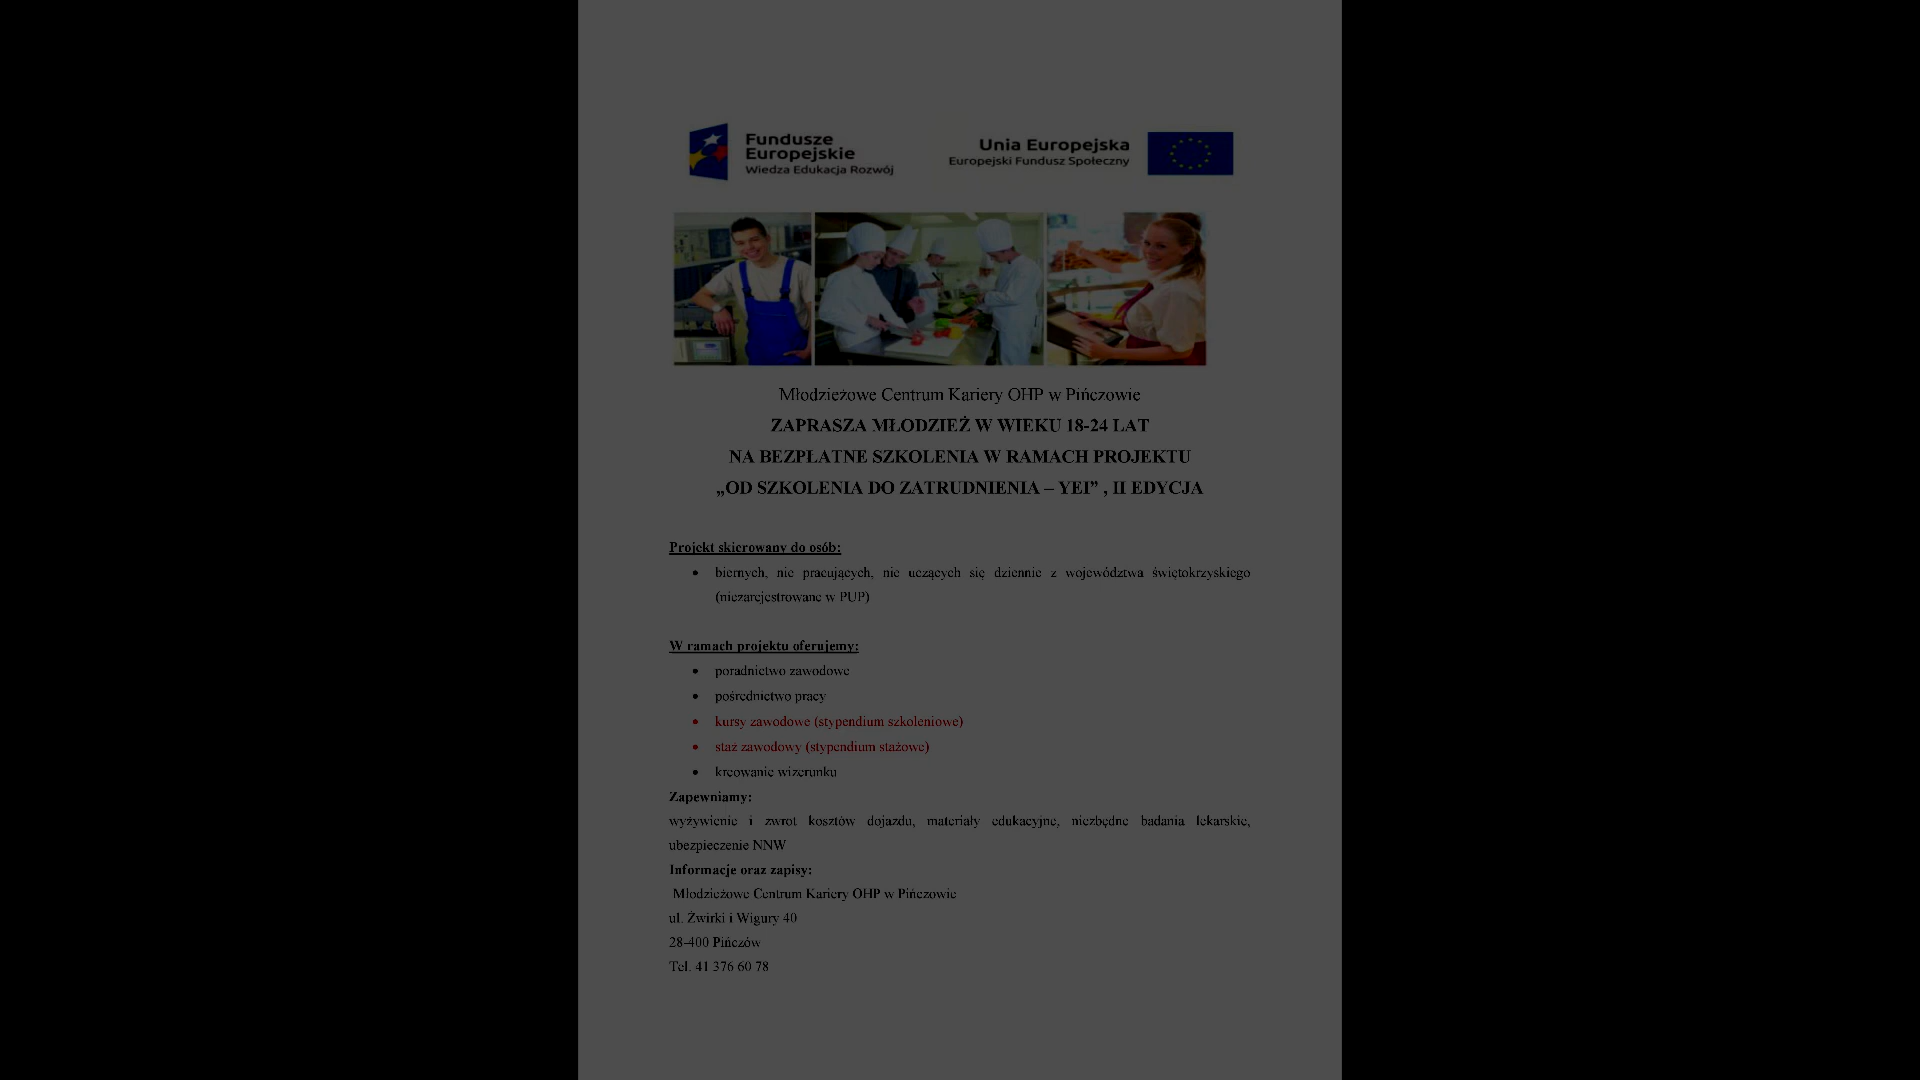 Fundusze
Europejskie
Wiedza Edukacja Rozwój
Unia Europejska
Europejski Fundusz Społeczny
Młodzieżowe Centrum Kariery OHP w Pińczowie
ZAPRASZA MŁODZIEŻ W WIEKU 18-24 LAT
NA BEZPŁATNE SZKOLENIA W RAMACH PROJEKTU
„OD SZKOLENIA DO ZATRUDNIENIA – YEI” , II EDYCJA
Projekt skierowany do osób:
• biernych, nie pracujących, nie uczących się dziennie z województwa świętokrzyskiego
(niezarejestrowane w PUP)
W ramach projektu oferujemy:
• poradnictwo zawodowe
• pośrednictwo pracy
• kursy zawodowe (stypendium szkoleniowe)
• staż zawodowy (stypendium stażowe)
• kreowanie wizerunku
Zapewniamy:
wyżywienie i zwrot kosztów dojazdu, materiały edukacyjne, niezbędne badania lekarskie,
ubezpieczenie NNW
Informacje oraz zapisy:
Młodzieżowe Centrum Kariery OHP w Pińczowie
ul. Żwirki i Wigury 40
28-400 Pińczów
Tel. 41 376 60 78